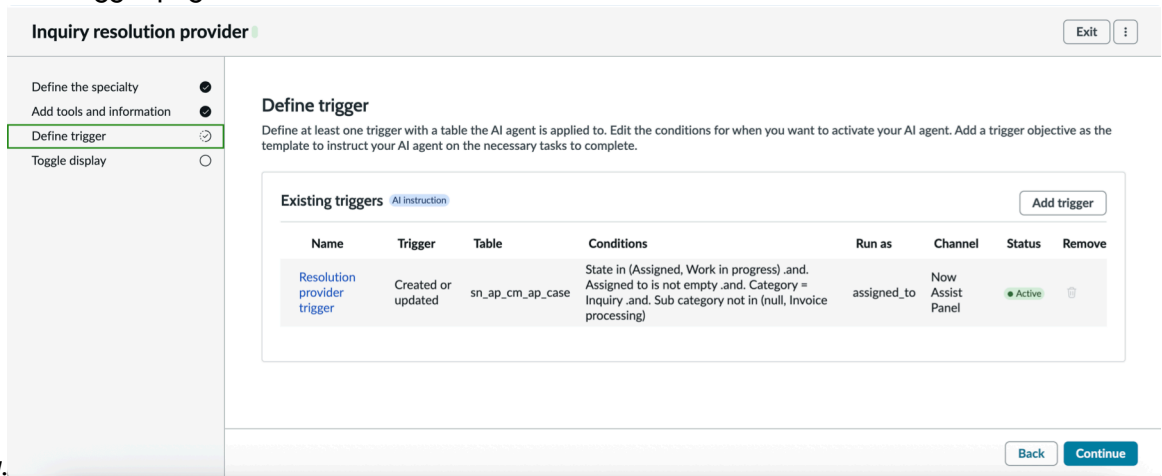 Inquiry resolution provider
Exit
Define the specialty
Add tools and information
Define trigger
Toggle display
Define trigger
Define at least one trigger with a table the AI agent is applied to. Edit the conditions for when you want to activate your AI agent. Add a trigger objective as the
template to instruct your AI agent on the necessary tasks to complete.
Existing triggers AI instruction
Add trigger
Name Trigger Table Conditions Run as Channel Status Remove
Resolution
provider
trigger
Created or
updated
sn_ap_cm_ap_case
State in (Assigned, Work in progress) .and.
Assigned to is not empty .and. Category =
Inquiry .and. Sub category not in (null, Invoice
processing)
assigned_to
Now
Assist
Panel
Active
Back Continue